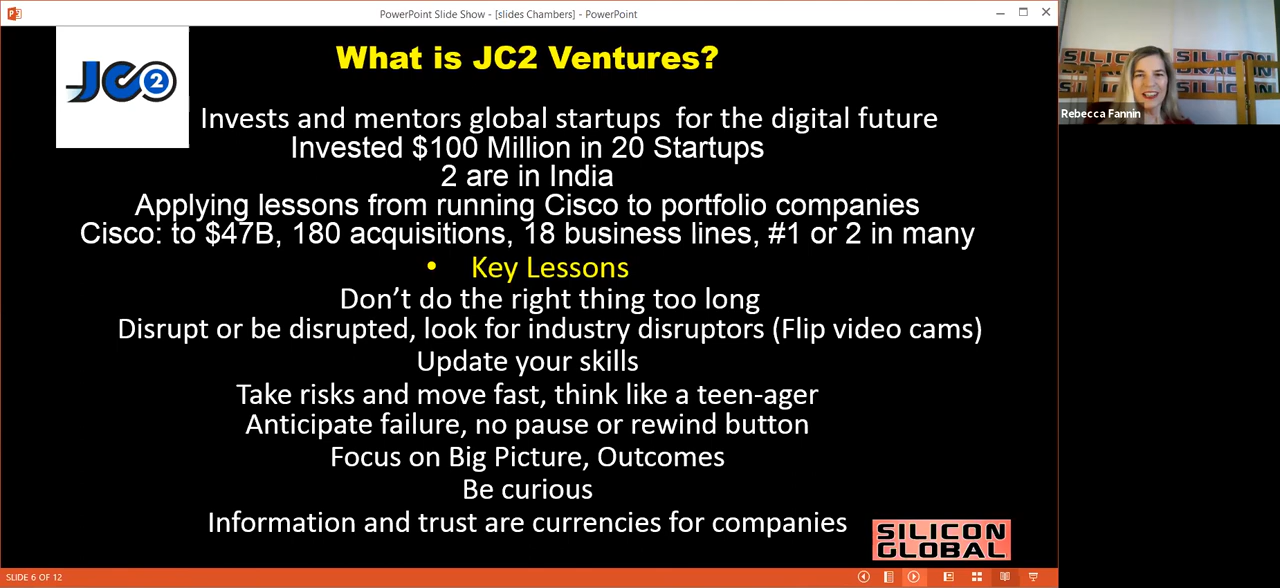 PowerPoint Slide Show - [slides Chambers] - PowerPoint
JC2
What is JC2 Ventures?
Invests and mentors global startups for the digital future
Invested $100 Million in 20 Startups
2 are in India
Applying lessons from running Cisco to portfolio companies
Cisco: to $47B, 180 acquisitions, 18 business lines, #1 or 2 in many
• Key Lessons
Don’t do the right thing too long
Disrupt or be disrupted, look for industry disruptors (Flip video cams)
Update your skills
Take risks and move fast, think like a teen-ager
Anticipate failure, no pause or rewind button
Focus on Big Picture, Outcomes
Be curious
Information and trust are currencies for companies
SILICON
GLOBAL
SLIDE 6 OF 12
SILICON
SILICON
DRAGON
SILICON
Rebecca Fannin